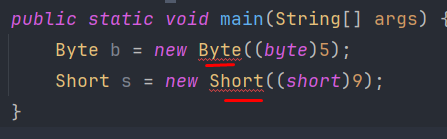 public static void main(String[] args) {
Byte b = new Byte((byte)5);
Short s = new Short((short)9);
}